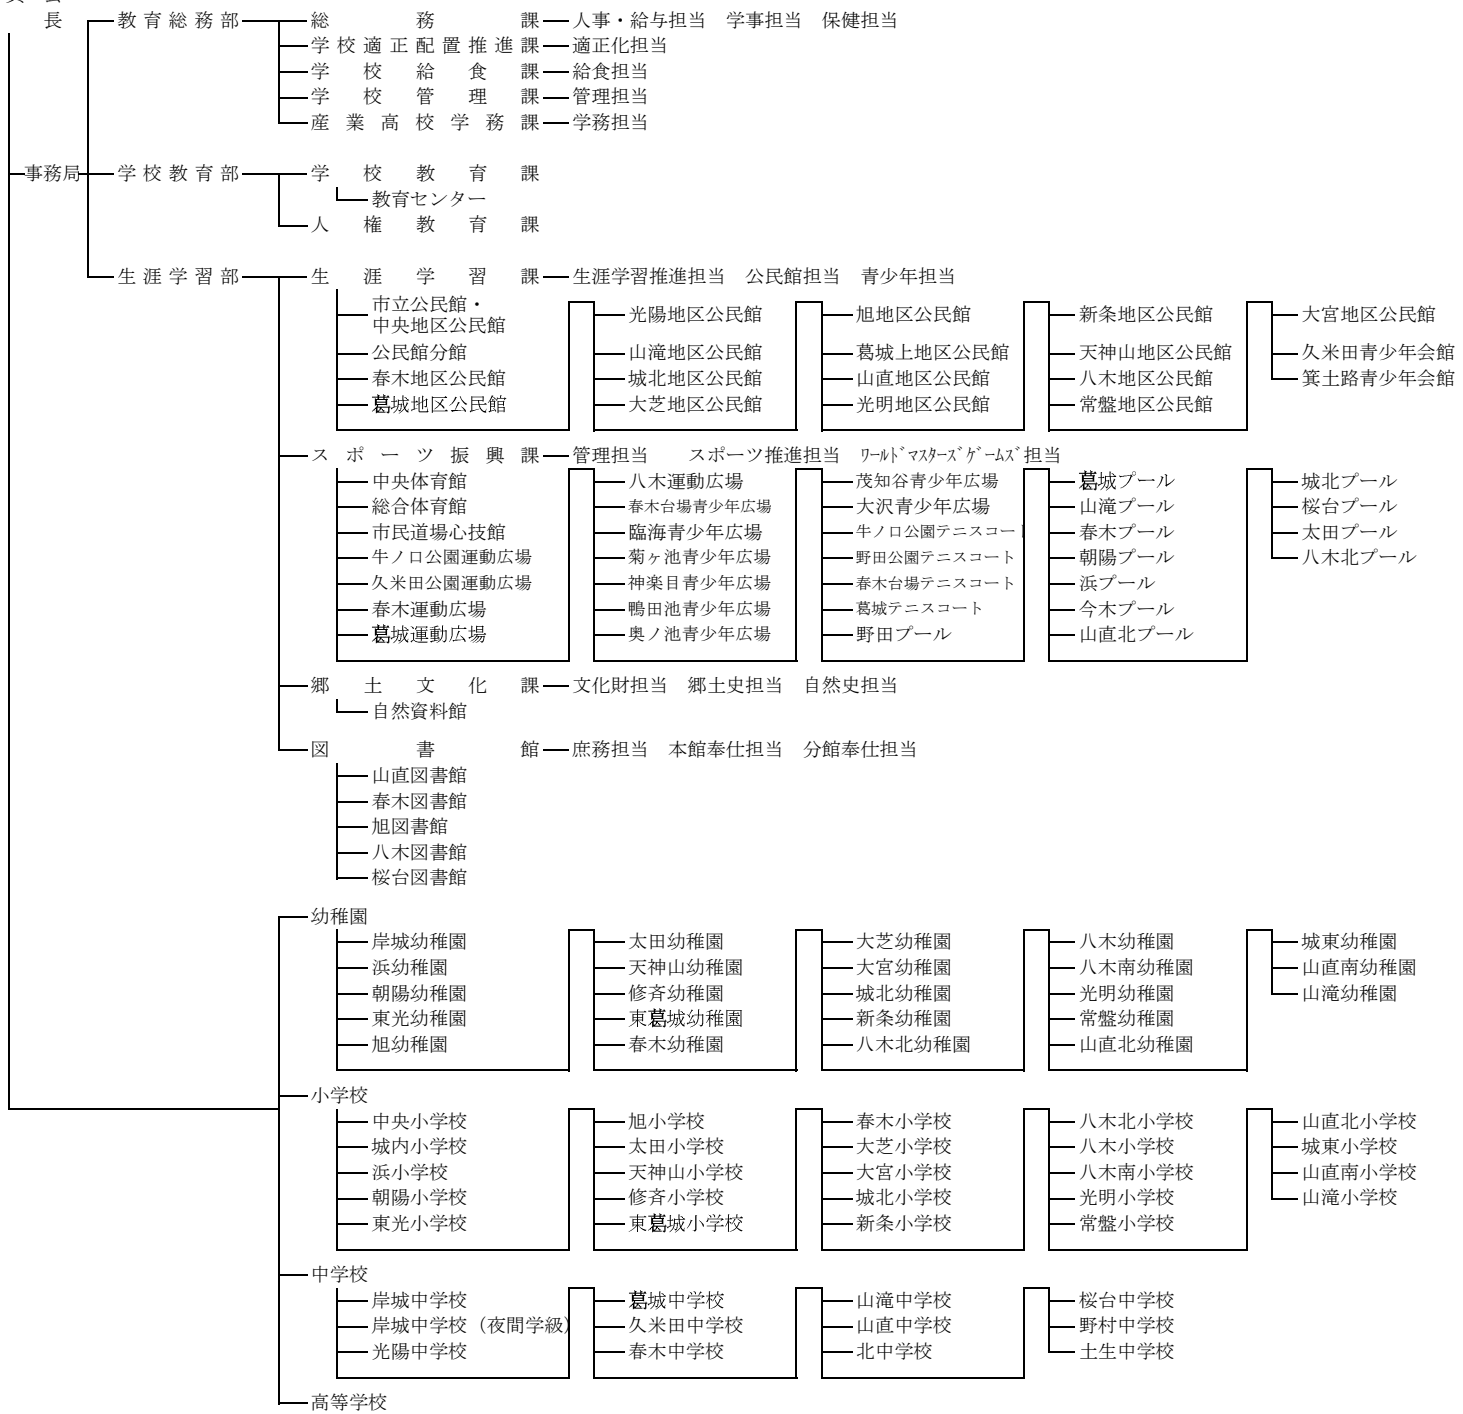 長
教育総務部 総務課 人事・給与担当 学事担当 保健担当
学校適正配置推進課 適正化担当
学校給食課 給食担当
学校管理課 管理担当
産業高校学務課 学務担当
事務局 学校教育部 学校教育課
教育センター
人権教育課
生涯学習部 生涯学習課 生涯学習推進担当 公民館担当 青少年担当
市立公民館・
中央地区公民館 光陽地区公民館 旭地区公民館 新条地区公民館 大宮地区公民館
公民館分館 山滝地区公民館 葛城上地区公民館 天神山地区公民館 久米田青少年会館
春木地区公民館 城北地区公民館 山直地区公民館 八木地区公民館 箕土路青少年会館
葛城地区公民館 大芝地区公民館 光明地区公民館 常盤地区公民館
スポーツ振興課 管理担当 スポーツ推進担当 ﾜｰﾙﾄﾞﾏｽﾀｰｽﾞｹﾞｰﾑｽﾞ担当
中央体育館 八木運動広場 茂知谷青少年広場 葛城プール 城北プール
総合体育館 春木台場青少年広場 大沢青少年広場 山滝プール 桜台プール
市民道場心技館 臨海青少年広場 牛ノ口公園テニスコート 春木プール 太田プール
牛ノ口公園運動広場 菊ヶ池青少年広場 野田公園テニスコート 朝陽プール 八木北プール
久米田公園運動広場 神楽目青少年広場 春木台場テニスコート 浜プール
春木運動広場 鴨田池青少年広場 葛城テニスコート 今木プール
葛城運動広場 奥ノ池青少年広場 野田プール 山直北プール
郷土文化課 文化財担当 郷土史担当 自然史担当
自然資料館
図書館 庶務担当 本館奉仕担当 分館奉仕担当
山直図書館
春木図書館
旭図書館
八木図書館
桜台図書館
幼稚園
岸城幼稚園 太田幼稚園 大芝幼稚園 八木幼稚園 城東幼稚園
浜幼稚園 天神山幼稚園 大宮幼稚園 八木南幼稚園 山直南幼稚園
朝陽幼稚園 修斉幼稚園 城北幼稚園 光明幼稚園 山滝幼稚園
東光幼稚園 東葛城幼稚園 新条幼稚園 常盤幼稚園
旭幼稚園 春木幼稚園 八木北幼稚園 山直北幼稚園
小学校
中央小学校 旭小学校 春木小学校 八木北小学校 山直北小学校
城内小学校 太田小学校 大芝小学校 八木小学校 城東小学校
浜小学校 天神山小学校 大宮小学校 八木南小学校 山直南小学校
朝陽小学校 修斉小学校 城北小学校 光明小学校 山滝小学校
東光小学校 東葛城小学校 新条小学校 常盤小学校
中学校
岸城中学校 葛城中学校 山滝中学校 桜台中学校
岸城中学校（夜間学級） 久米田中学校 山直中学校 野村中学校
光陽中学校 春木中学校 北中学校 土生中学校
高等学校